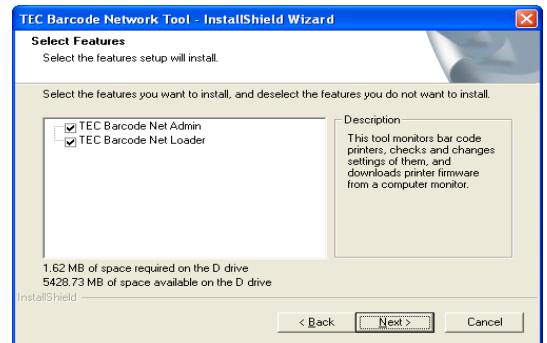 TEC Barcode Network Tool - InstallShield Wizard
Select Features
Select the features setup will install.
Select the features you want to install, and deselect the features you do not want to install.
TEC Barcode Net Admin
TEC Barcode Net Loader
Description
This tool monitors bar code
printers, checks and changes
settings of them, and
downloads printer firmware
from a computer monitor.
1.62 MB of space required on the D drive
5428.73 MB of space available on the D drive
InstallShield
< Back
Next >
Cancel